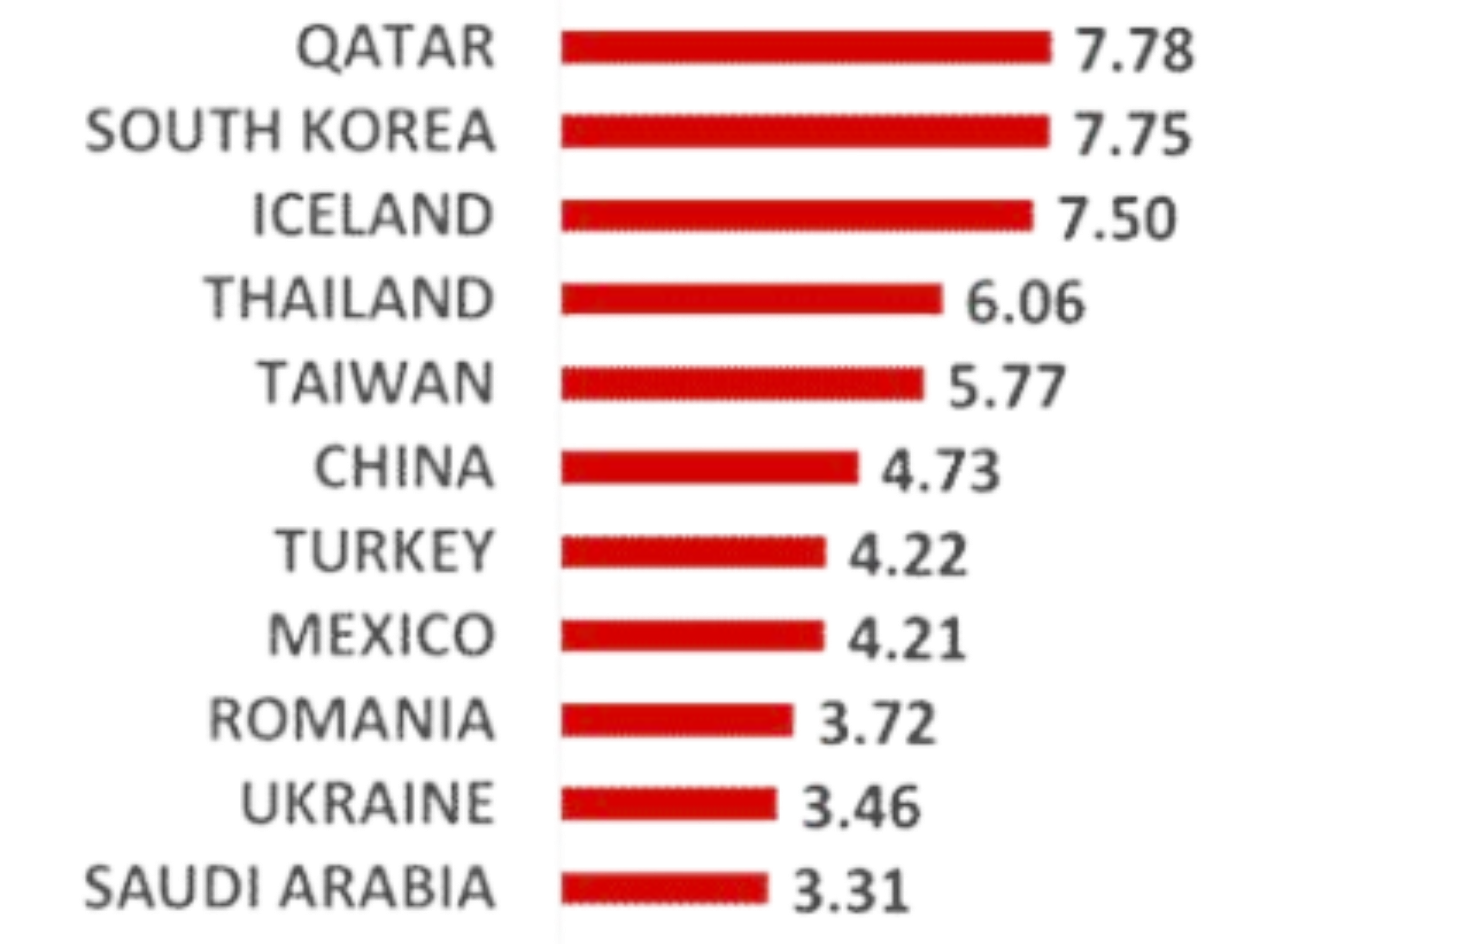 QATAR 7.78
SOUTH KOREA 7.75
ICELAND 7.50
THAILAND 6.06
TAIWAN 5.77
CHINA 4.73
TURKEY 4.22
MEXICO 4.21
ROMANIA 3.72
UKRAINE 3.46
SAUDI ARABIA 3.31